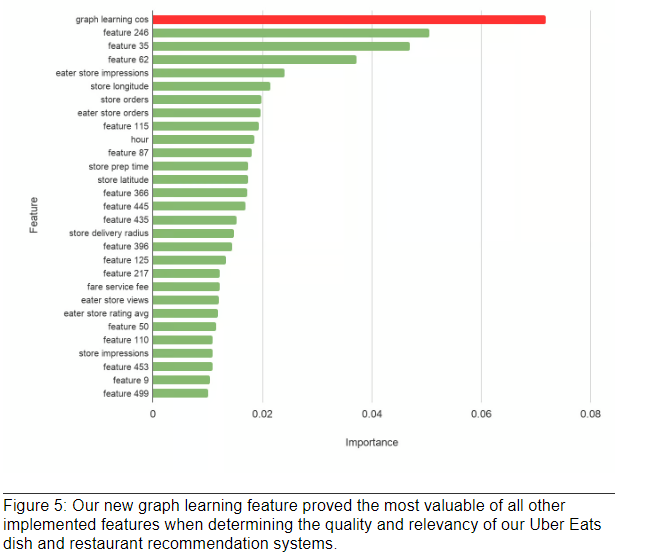 graph learning cos
feature 246
feature 35
feature 62
eater store impressions
store longitude
store orders
eater store orders
feature 115
hour
feature 87
store prep time
store latitude
feature 366
feature 445
feature 435
store delivery radius
feature 396
feature 125
feature 217
fare service fee
eater store views
eater store rating avg
feature 50
feature 110
store impressions
feature 453
feature 9
feature 499
Feature
0 0.02 0.04 0.06 0.08
Importance
Figure 5: Our new graph learning feature proved the most valuable of all other
implemented features when determining the quality and relevancy of our Uber Eats
dish and restaurant recommendation systems.